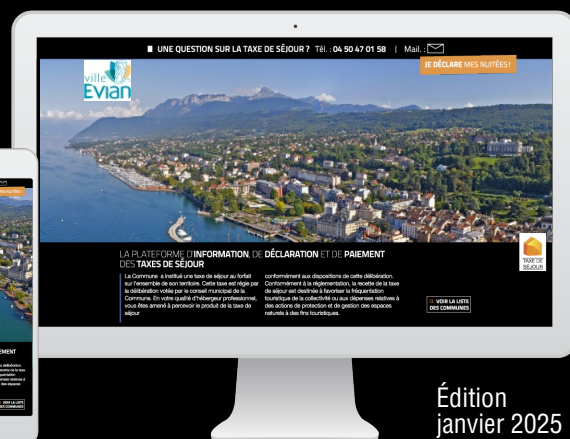 UNE QUESTION SUR LA TAXE DE SÉJOUR ? Tél. : 04 50 47 01 58 | Mail. :
JE DÉCLARE MES NUITÉES !
ville
Evian
LA PLATEFORME D'INFORMATION, DE DÉCLARATION ET DE PAIEMENT
DES TAXES DE SÉJOUR
La Commune a institué une taxe de séjour au forfait
sur l'ensemble de son territoire. Cette taxe est régie par
la délibération votée par le conseil municipal de la
Commune. En votre qualité d'hébergeur professionnel,
vous êtes amené à percevoir le produit de la taxe de
séjour
conformément aux dispositions de cette délibération.
Conformément à la réglementation, la recette de la taxe
de séjour est destinée à favoriser la fréquentation
touristique de la collectivité ou aux dépenses relatives à
des actions de protection et de gestion des espaces
naturels à des fins touristiques.
TAXE DE
SÉJOUR
VOIR LA LISTE
DES COMMUNES
EMENT
VOIR LA LISTE
DES COMMUNES
Édition
janvier 2025